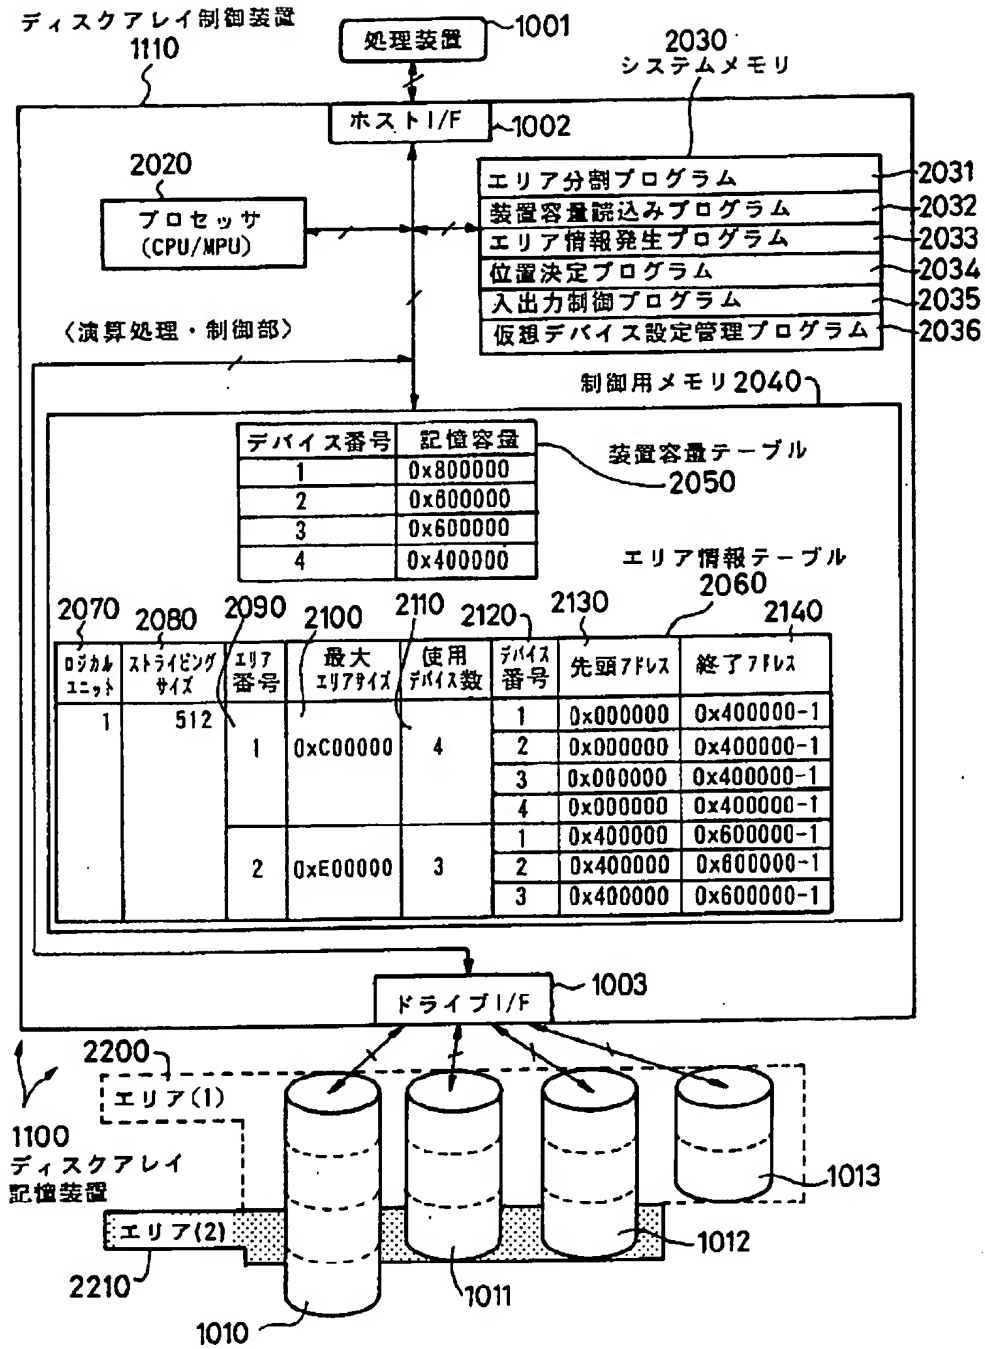 ディスクアレイ制御装置
1110
処理装置
1001
2030
システムメモリ
ホストI/F
1002
2020
プロセッサ
(CPU/MPU)
エリア分割プログラム
2031
装置容量読込みプログラム
2032
エリア情報発生プログラム
2033
位置決定プログラム
2034
入出力制御プログラム
2035
仮想デバイス設定管理プログラム
2036
〈演算処理・制御部〉
制御用メモリ2040
デバイス番号 記憶容量
1 0x800000
2 0x600000
3 0x600000
4 0x400000
装置容量テーブル
2050
エリア情報テーブル
2060
2070 2080 2090 2100 2110 2120 2130 2140
ロジカルユニット ストライピングサイズ エリア番号 最大エリアサイズ 使用デバイス数 デバイス番号 先頭アドレス 終了アドレス
1 512 1 0xC00000 4 1 0x000000 0x400000-1
2 0x000000 0x400000-1
3 0x000000 0x400000-1
4 0x000000 0x400000-1
2 0xE00000 3 1 0x400000 0x600000-1
2 0x400000 0x600000-1
3 0x400000 0x600000-1
ドライブI/F
1003
2200
エリア(1)
1100
ディスクアレイ
記憶装置
エリア(2)
2210
1010
1011
1012
1013